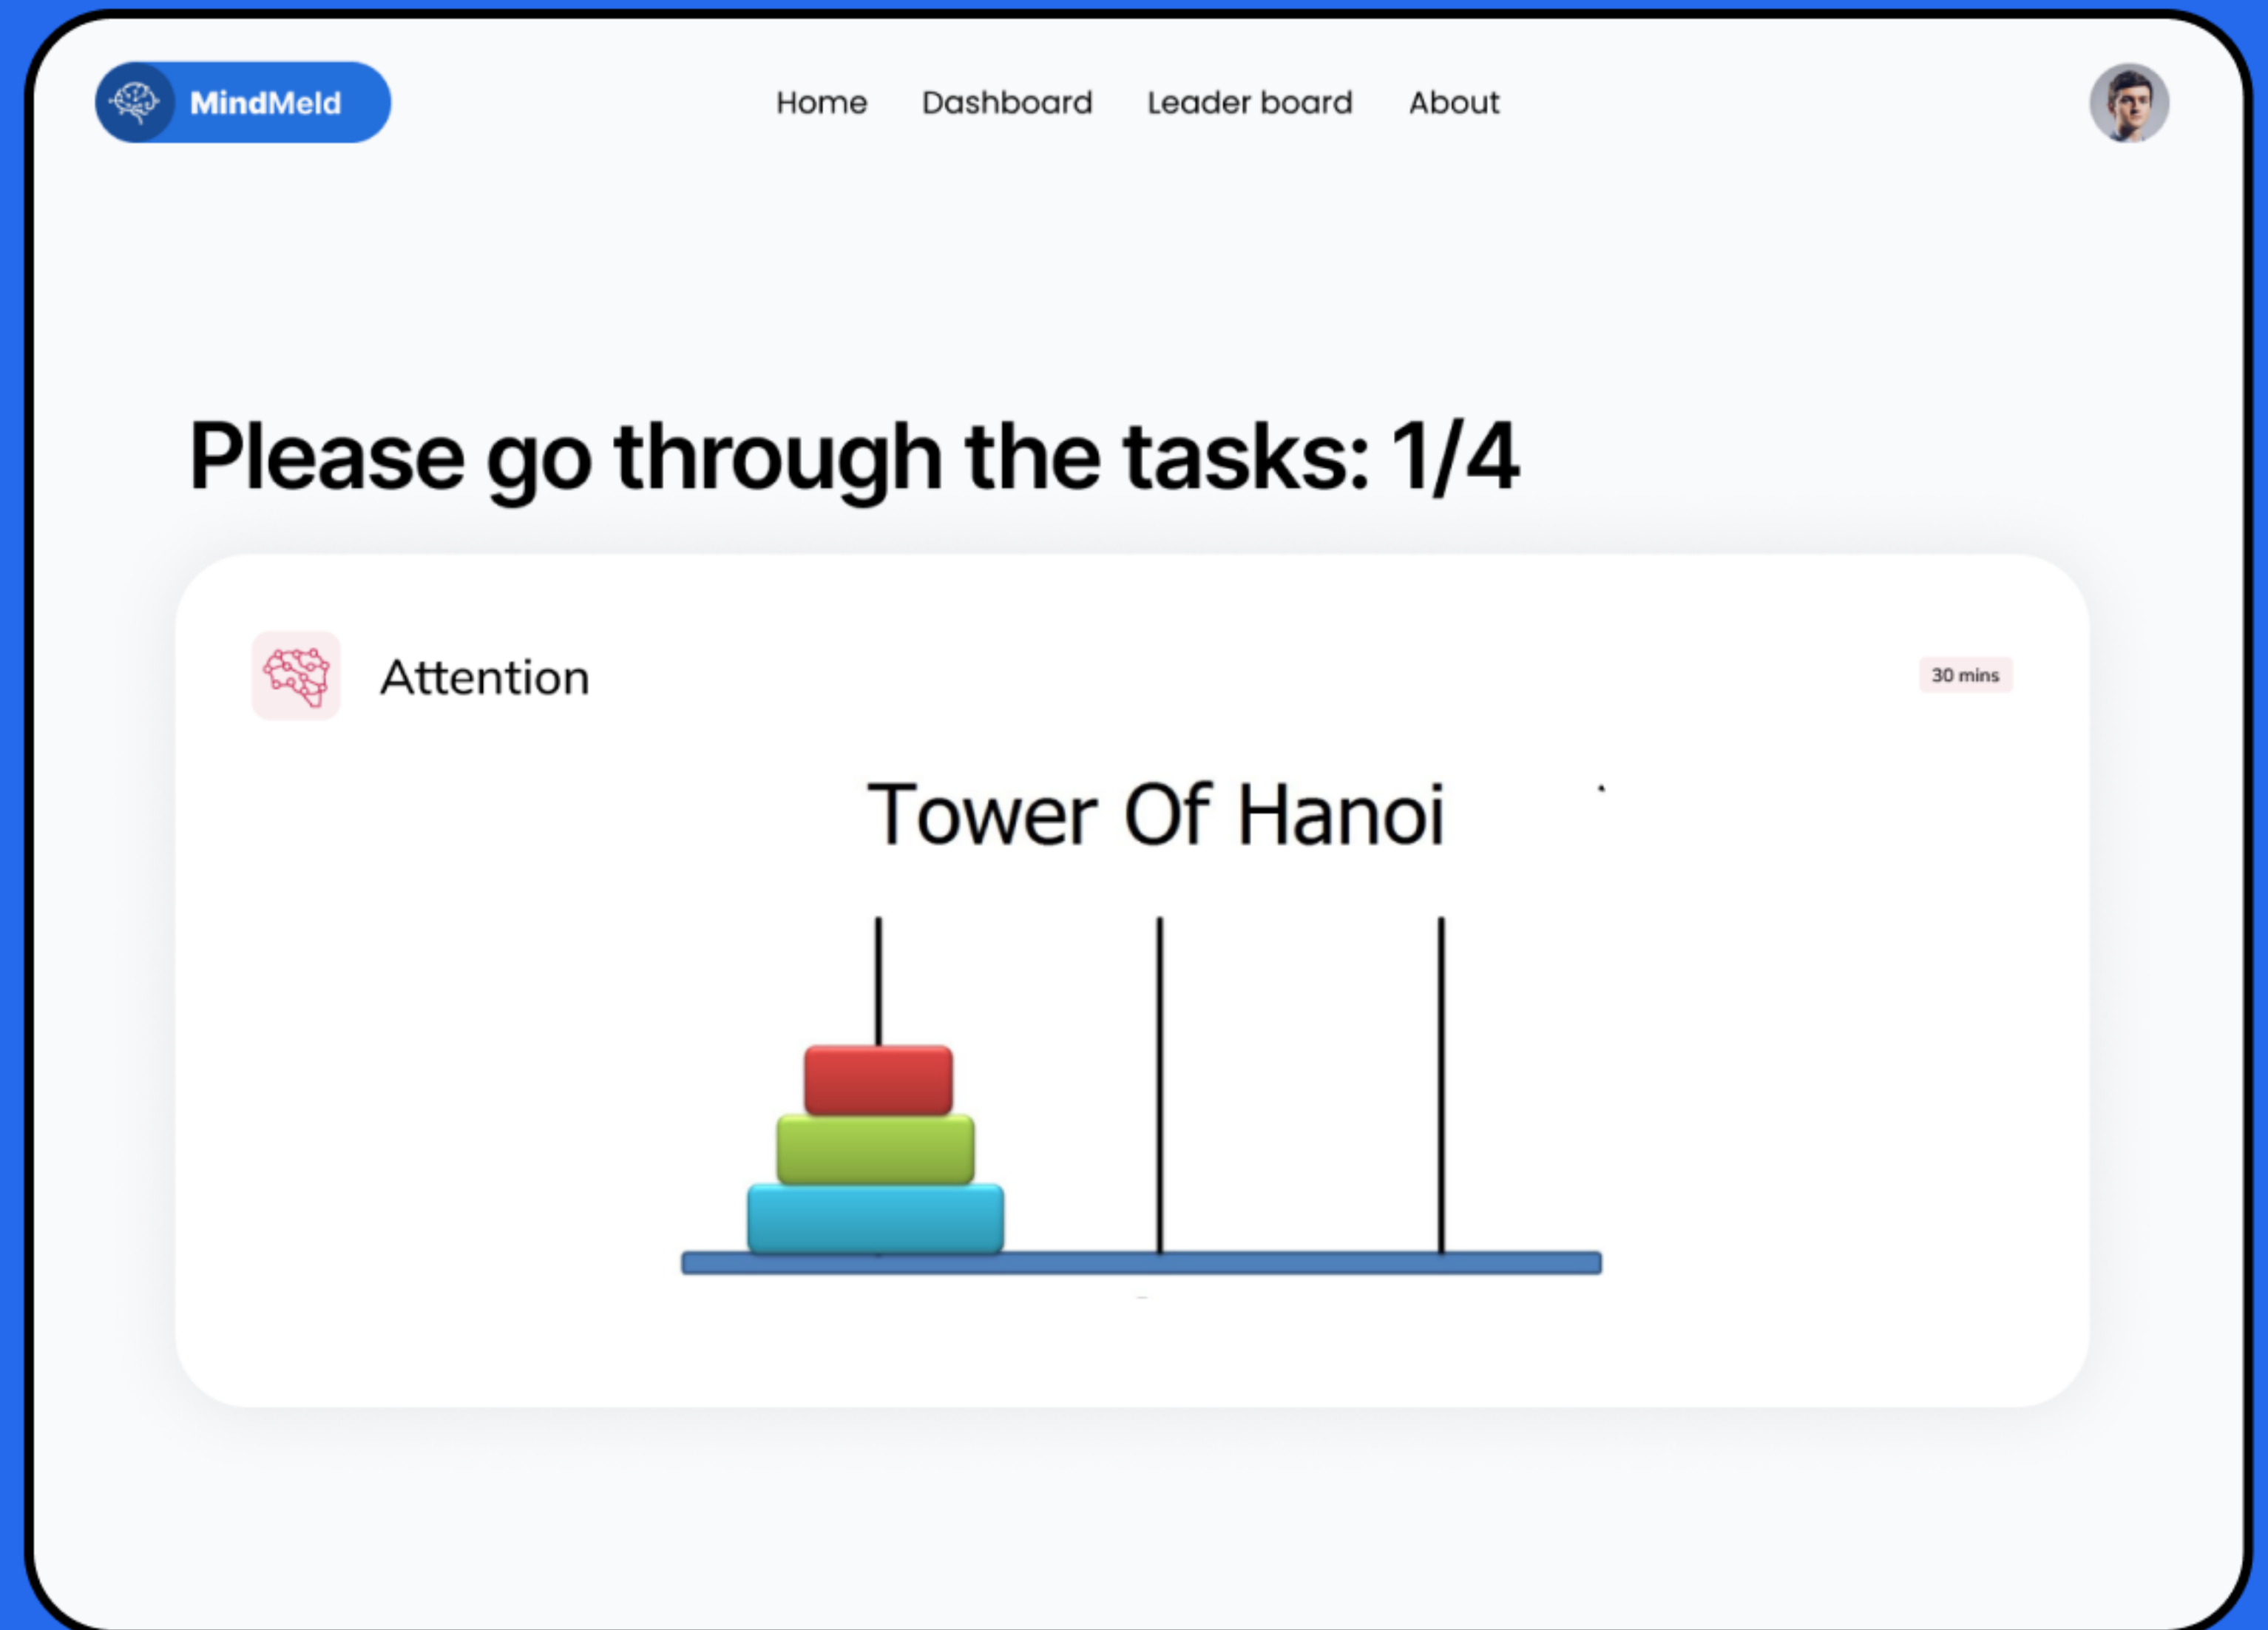 MindMeld
Home Dashboard Leader board About
Please go through the tasks: 1/4
Attention
30 mins
Tower Of Hanoi